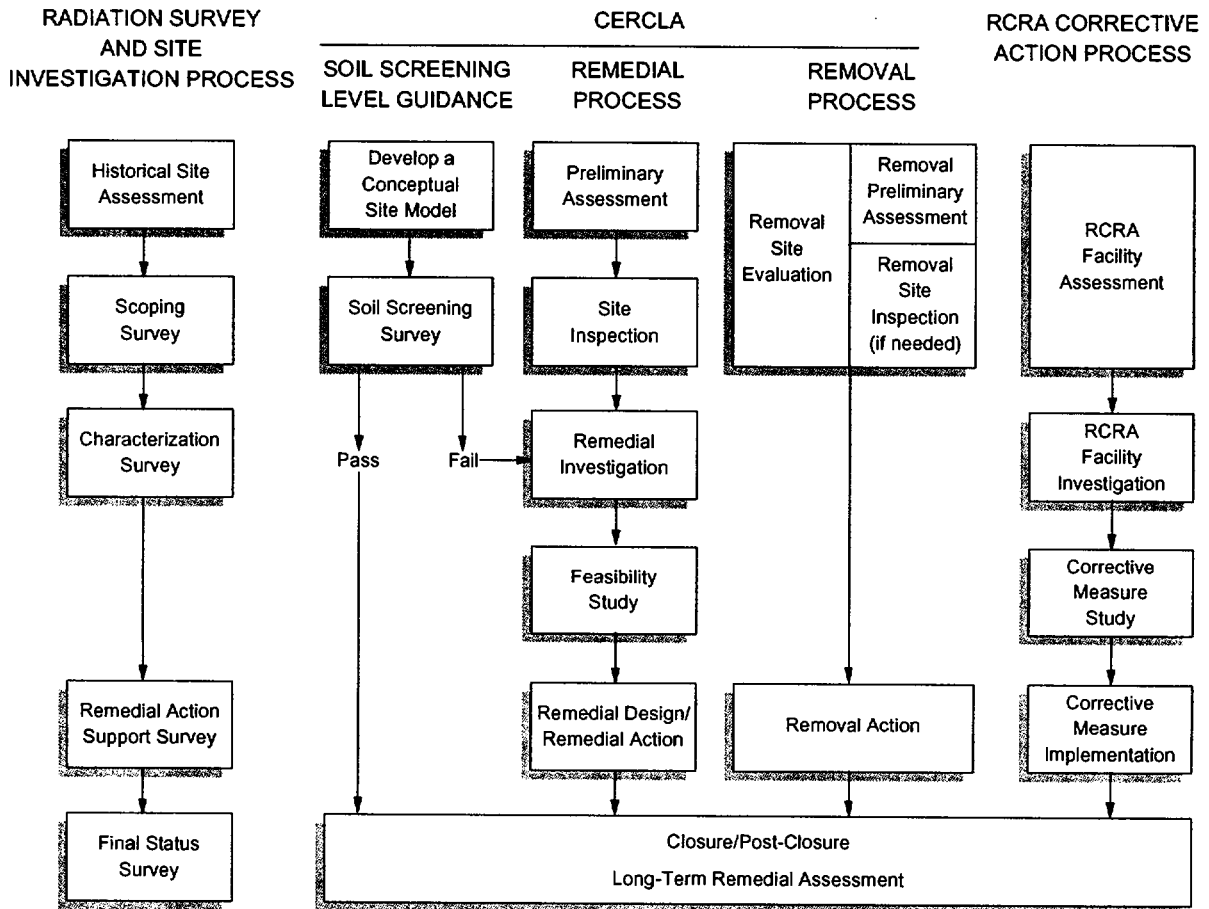 RADIATION SURVEY
AND SITE
INVESTIGATION PROCESS
CERCLA
SOIL SCREENING
LEVEL GUIDANCE
REMEDIAL
PROCESS
REMOVAL
PROCESS
RCRA CORRECTIVE
ACTION PROCESS
Historical Site
Assessment
Scoping
Survey
Characterization
Survey
Remedial Action
Support Survey
Final Status
Survey
Develop a
Conceptual
Site Model
Soil Screening
Survey
Pass
Fail
Preliminary
Assessment
Site
Inspection
Remedial
Investigation
Feasibility
Study
Remedial Design/
Remedial Action
Removal
Site
Evaluation
Removal
Preliminary
Assessment
Removal
Site
Inspection
(if needed)
Removal Action
RCRA
Facility
Assessment
RCRA
Facility
Investigation
Corrective
Measure
Study
Corrective
Measure
Implementation
Closure/Post-Closure
Long-Term Remedial Assessment